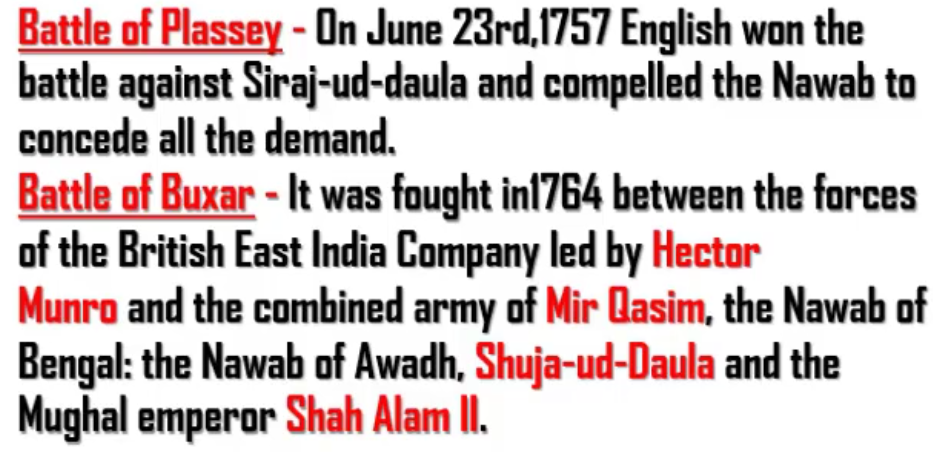 Battle of Plassey - On June 23rd,1757 English won the
battle against Siraj-ud-daula and compelled the Nawab to
concede all the demand.
Battle of Buxar - It was fought in1764 between the forces
of the British East India Company led by Hector
Munro and the combined army of Mir Qasim, the Nawab of
Bengal: the Nawab of Awadh, Shuja-ud-Daula and the
Mughal emperor Shah Alam II.